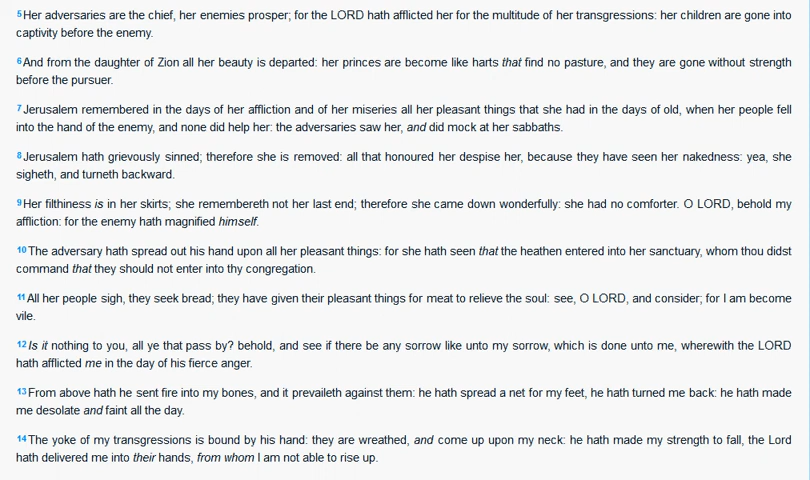 5Her adversaries are the chief, her enemies prosper; for the LORD hath afflicted her for the multitude of her transgressions: her children are gone into
captivity before the enemy.
6And from the daughter of Zion all her beauty is departed: her princes are become like harts that find no pasture, and they are gone without strength
before the pursuer.
7Jerusalem remembered in the days of her affliction and of her miseries all her pleasant things that she had in the days of old, when her people fell
into the hand of the enemy, and none did help her: the adversaries saw her, and did mock at her sabbaths.
8Jerusalem hath grievously sinned; therefore she is removed: all that honoured her despise her, because they have seen her nakedness: yea, she
sigheth, and turneth backward.
9Her filthiness is in her skirts; she remembereth not her last end; therefore she came down wonderfully: she had no comforter. O LORD, behold my
affliction: for the enemy hath magnified himself.
10The adversary hath spread out his hand upon all her pleasant things: for she hath seen that the heathen entered into her sanctuary, whom thou didst
command that they should not enter into thy congregation.
11All her people sigh, they seek bread; they have given their pleasant things for meat to relieve the soul: see, O LORD, and consider; for I am become
vile.
12Is it nothing to you, all ye that pass by? behold, and see if there be any sorrow like unto my sorrow, which is done unto me, wherewith the LORD
hath afflicted me in the day of his fierce anger.
13From above hath he sent fire into my bones, and it prevaileth against them: he hath spread a net for my feet, he hath turned me back: he hath made
me desolate and faint all the day.
14The yoke of my transgressions is bound by his hand: they are wreathed, and come up upon my neck: he hath made my strength to fall, the Lord
hath delivered me into their hands, from whom I am not able to rise up.